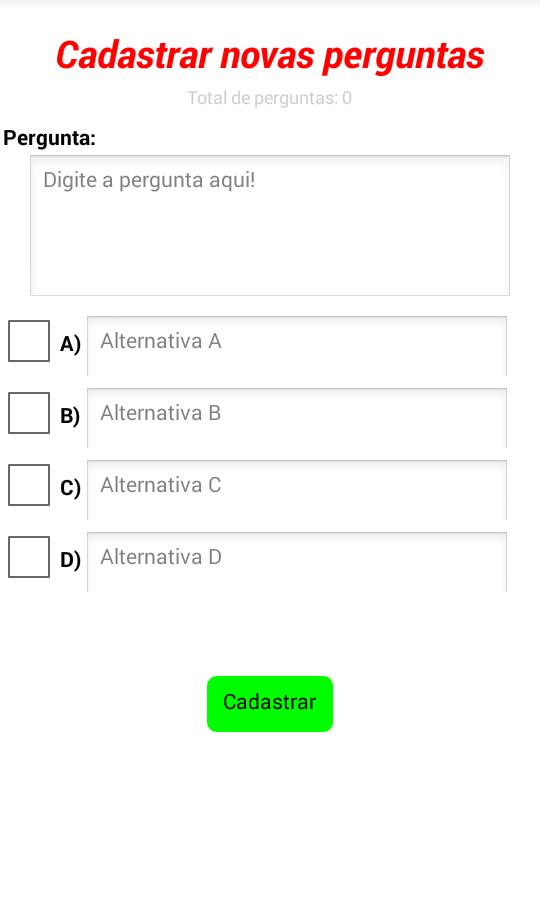 Cadastrar novas perguntas
Total de perguntas: 0
Pergunta:
Digite a pergunta aqui!
A) Alternativa A
B) Alternativa B
C) Alternativa C
D) Alternativa D
Cadastrar